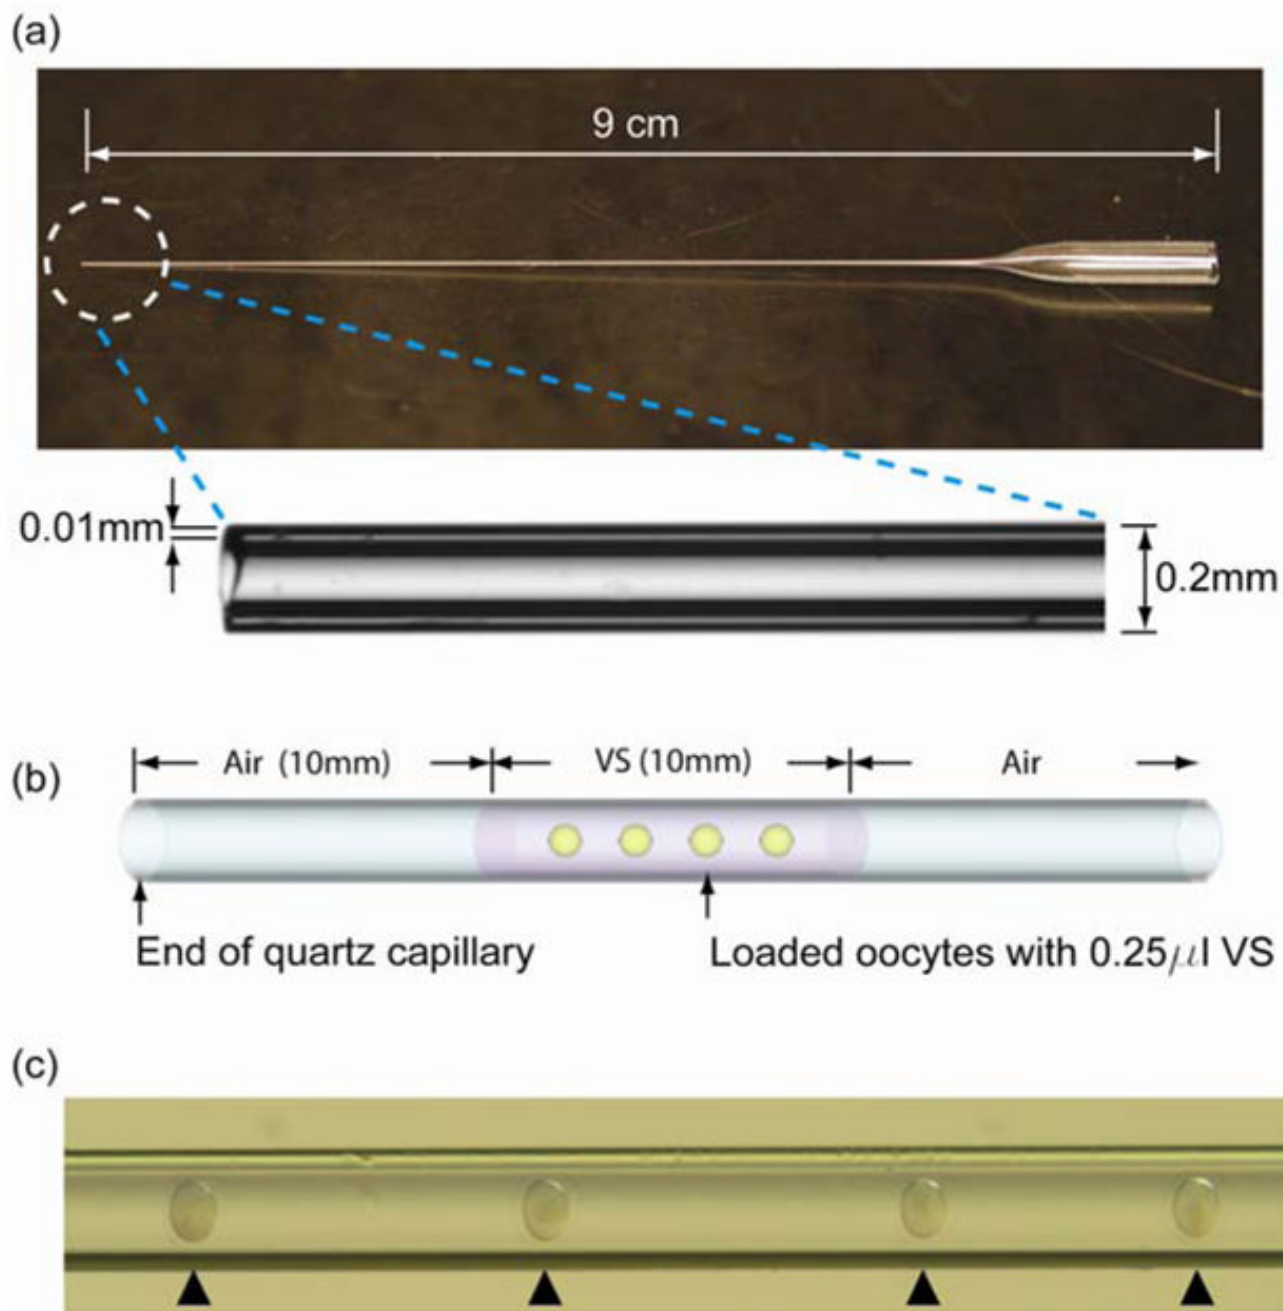 (a)
9 cm
0.01mm
0.2mm
(b)
Air (10mm)
VS (10mm)
Air
End of quartz capillary
Loaded oocytes with 0.25μl VS
(c)